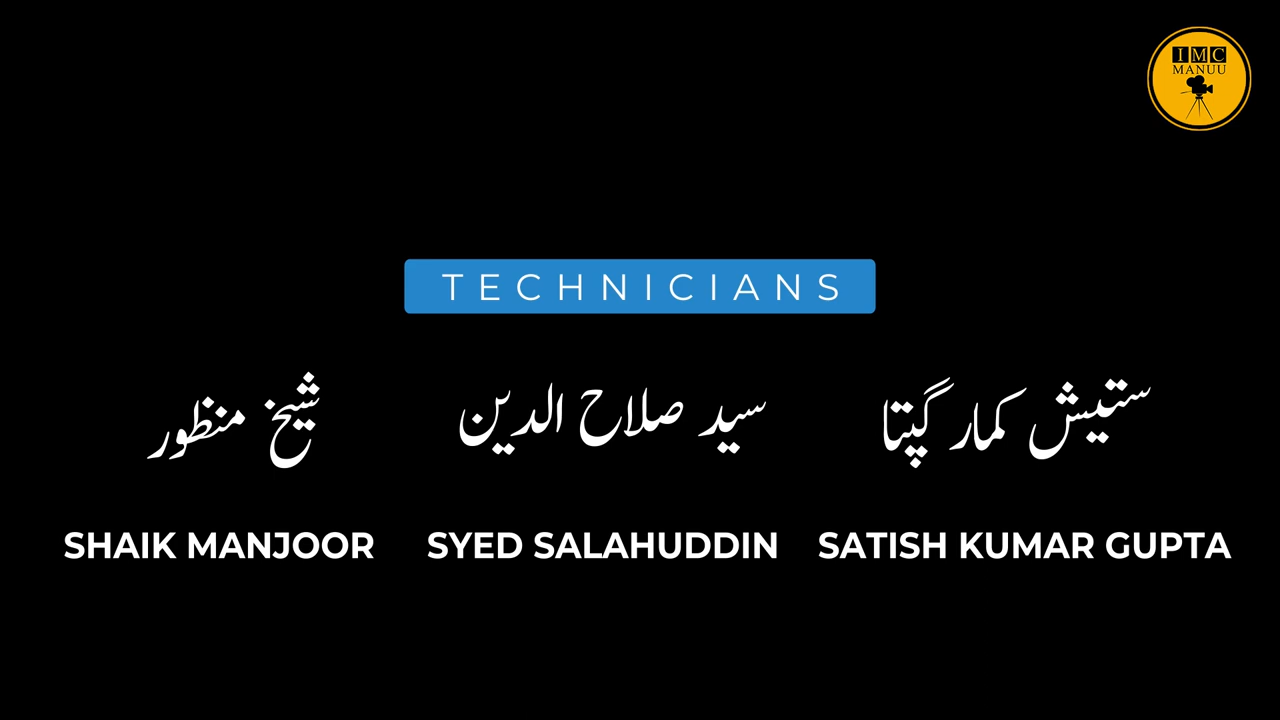 IMC
MANUU
TECHNICIANS
ستیش کمار گپتا
سید صلاح الدین
شیخ منظور
SHAIK MANJOOR
SYED SALAHUDDIN
SATISH KUMAR GUPTA